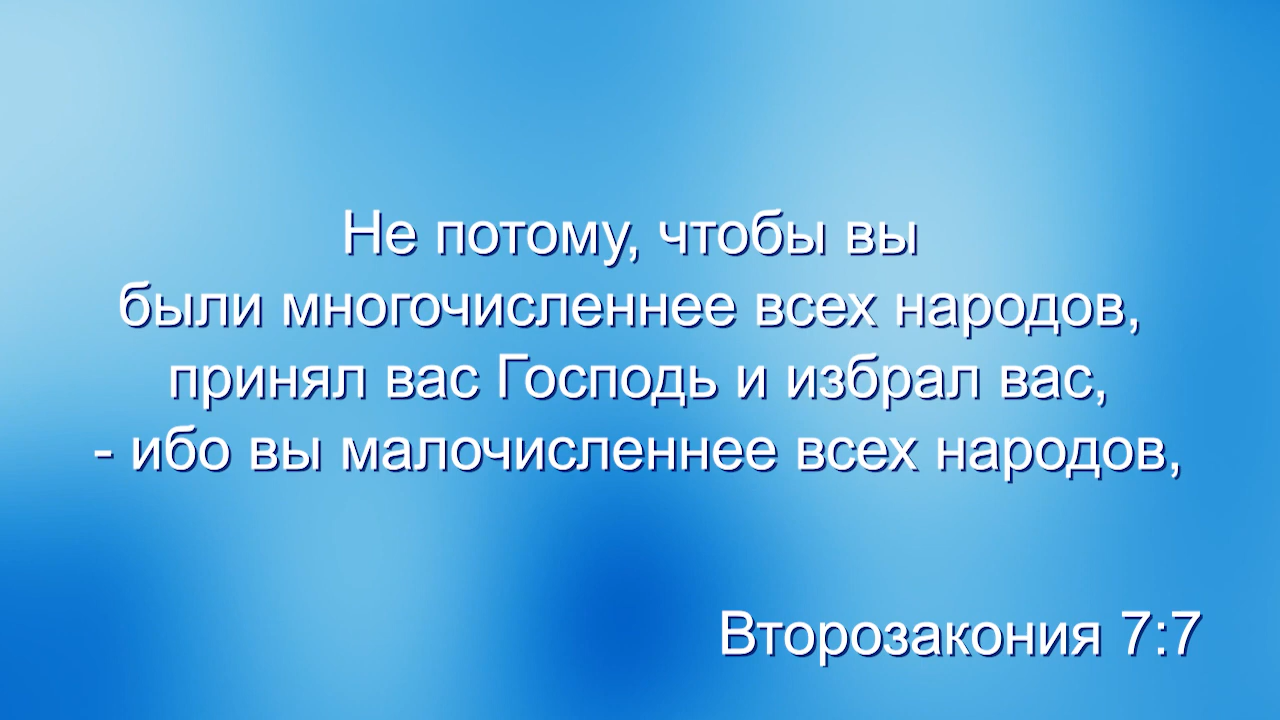 Не потому, чтобы вы
были многочисленнее всех народов,
принял вас Господь и избрал вас,
- ибо вы малочисленнее всех народов,
Второзакония 7:7